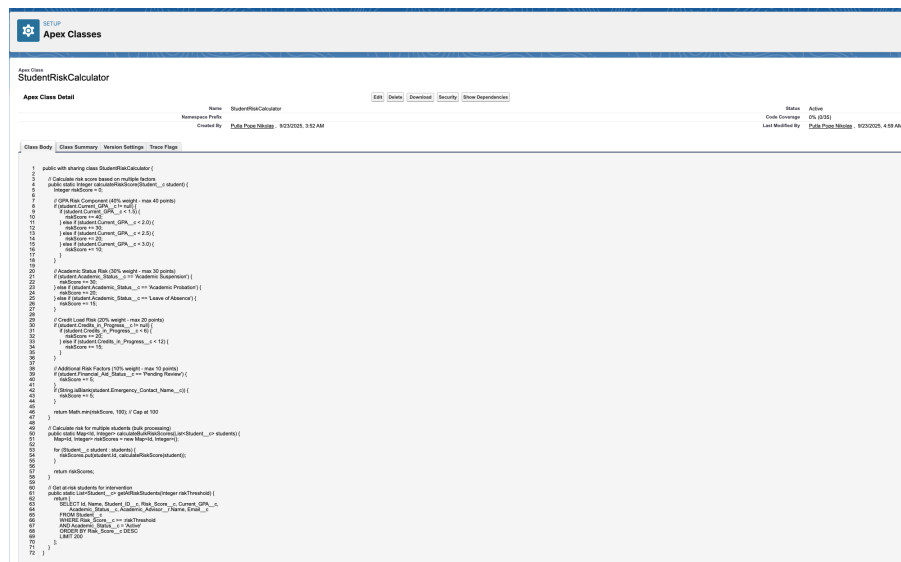 SETUP
Apex Classes
Apex Class
StudentRiskCalculator
Apex Class Detail
Edit Delete Download Security Show Dependencies
Name StudentRiskCalculator Status Active
Namespace Prefix Code Coverage 0% (0/35)
Created By Putla Pope Nikolas , 9/23/2025, 3:52 AM Last Modified By Putla Pope Nikolas , 9/23/2025, 4:59 AM
Class Body Class Summary Version Settings Trace Flags
1 public with sharing class StudentRiskCalculator {
2
3 // Calculate risk score based on multiple factors
4 public static Integer calculateRiskScore(Student__c student) {
5 Integer riskScore = 0;
6
7 // GPA Risk Component (40% weight - max 40 points)
8 if (student.Current_GPA__c != null) {
9 if (student.Current_GPA__c < 1.5) {
10 riskScore += 40;
11 } else if (student.Current_GPA__c < 2.0) {
12 riskScore += 30;
13 } else if (student.Current_GPA__c < 2.5) {
14 riskScore += 20;
15 } else if (student.Current_GPA__c < 3.0) {
16 riskScore += 10;
17 }
18 }
19
20 // Academic Status Risk (30% weight - max 30 points)
21 if (student.Academic_Status__c == 'Academic Suspension') {
22 riskScore += 30;
23 } else if (student.Academic_Status__c == 'Academic Probation') {
24 riskScore += 20;
25 } else if (student.Academic_Status__c == 'Leave of Absence') {
26 riskScore += 15;
27 }
28
29 // Credit Load Risk (20% weight - max 20 points)
30 if (student.Credits_in_Progress__c != null) {
31 if (student.Credits_in_Progress__c < 6) {
32 riskScore += 20;
33 } else if (student.Credits_in_Progress__c < 12) {
34 riskScore += 15;
35 }
36 }
37
38 // Additional Risk Factors (10% weight - max 10 points)
39 if (student.Financial_Aid_Status__c == 'Pending Review') {
40 riskScore += 5;
41 }
42 if (String.isBlank(student.Emergency_Contact_Name__c)) {
43 riskScore += 5;
44 }
45
46 return Math.min(riskScore, 100); // Cap at 100
47 }
48
49 // Calculate risk for multiple students (bulk processing)
50 public static Map<Id, Integer> calculateBulkRiskScores(List<Student__c> students) {
51 Map<Id, Integer> riskScores = new Map<Id, Integer>();
52
53 for (Student__c student : students) {
54 riskScores.put(student.Id, calculateRiskScore(student));
55 }
56
57 return riskScores;
58 }
59
60 // Get at-risk students for intervention
61 public static List<Student__c> getAtRiskStudents(Integer riskThreshold) {
62 return [
63 SELECT Id, Name, Student_ID__c, Risk_Score__c, Current_GPA__c,
64 Academic_Status__c, Academic_Advisor__r.Name, Email__c
65 FROM Student__c
66 WHERE Risk_Score__c >= :riskThreshold
67 AND Academic_Status__c = 'Active'
68 ORDER BY Risk_Score__c DESC
69 LIMIT 200
70 ];
71 }
72 }